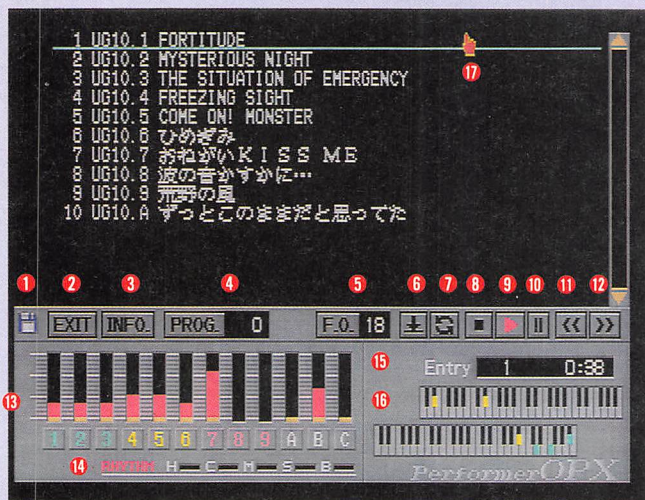 1 UG10.1 FORTITUDE
2 UG10.2 MYSTERIOUS NIGHT
3 UG10.3 THE SITUATION OF EMERGENCY
4 UG10.4 FREEZING SIGHT
5 UG10.5 COME ON! MONSTER
6 UG10.6 ひめぎみ
7 UG10.7 おねがいＫＩＳＳ ＭＥ
8 UG10.8 波の音かすかに…
9 UG10.9 荒野の風
10 UG10.A ずっとこのままだと思ってた
17
1 2 3 4 5 6 7 8 9 10 11 12
EXIT INFO. PROG. 0 F.O. 18
13 15 Entry 1 0:38
16
1 2 3 4 5 6 7 8 9 A B C
14 RHYTHM H C M S B
PerformerOPX